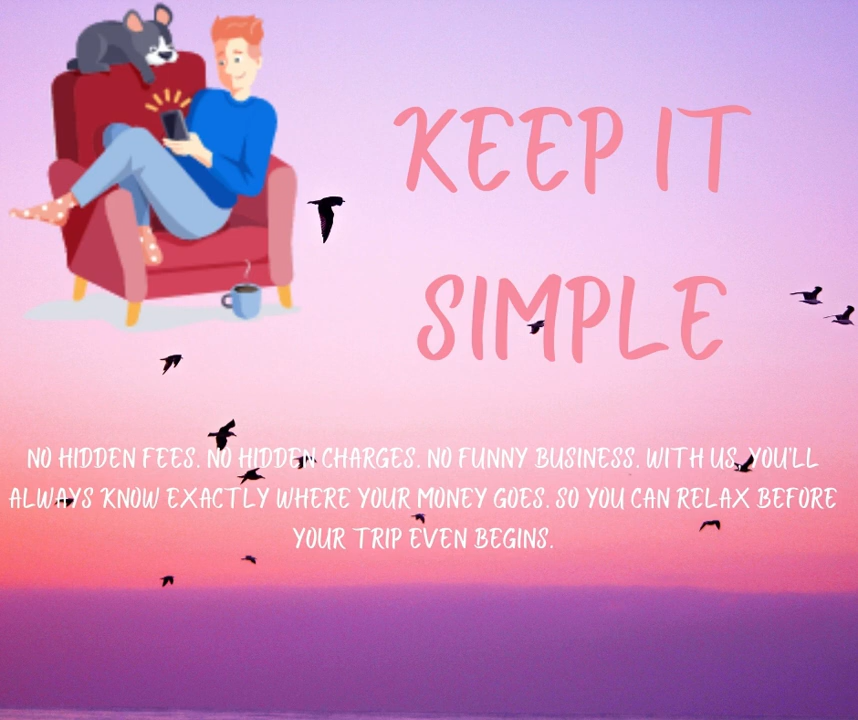 KEEP IT
SIMPLE
NO HIDDEN FEES. NO HIDDEN CHARGES. NO FUNNY BUSINESS. WITH US, YOU'LL
ALWAYS KNOW EXACTLY WHERE YOUR MONEY GOES. SO YOU CAN RELAX BEFORE
YOUR TRIP EVEN BEGINS.